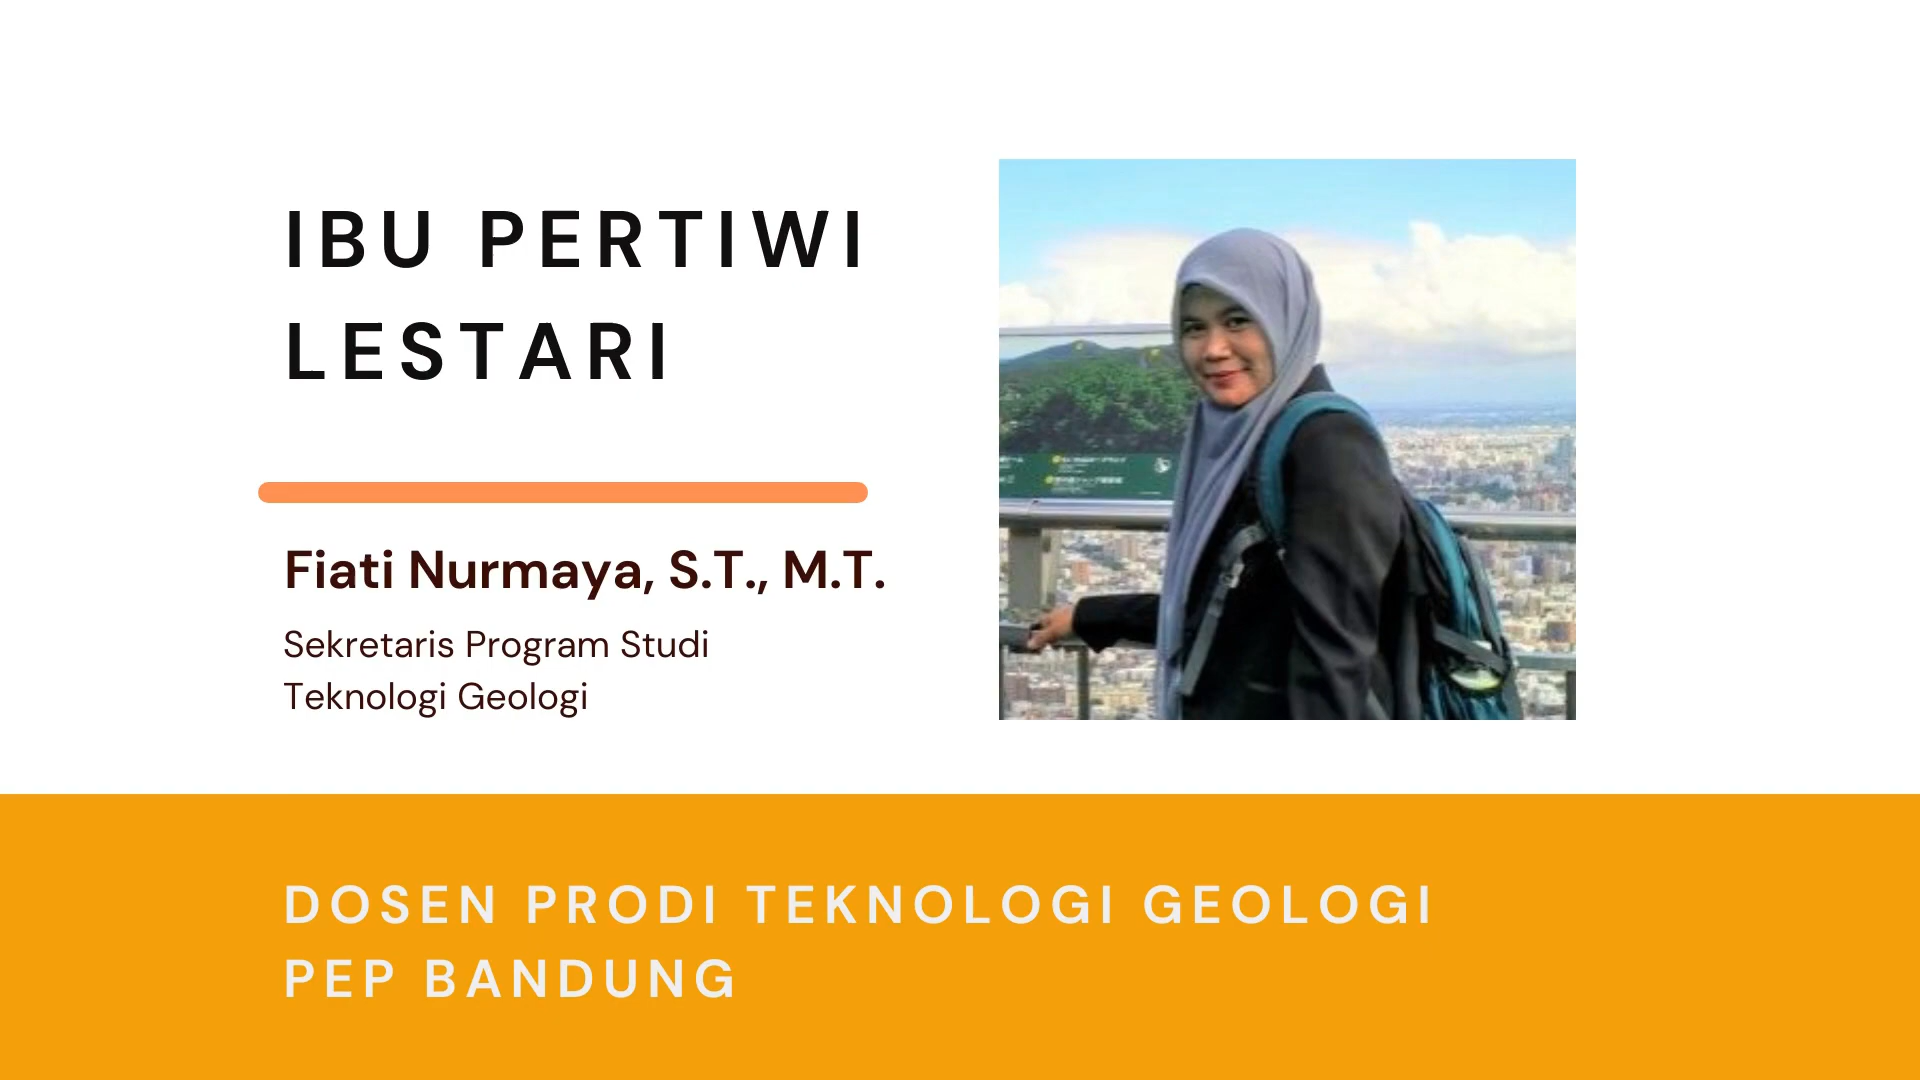 IBU PERTIWI
LESTARI
Fiati Nurmaya, S.T., M.T.
Sekretaris Program Studi
Teknologi Geologi
DOSEN PRODI TEKNOLOGI GEOLOGI
PEP BANDUNG